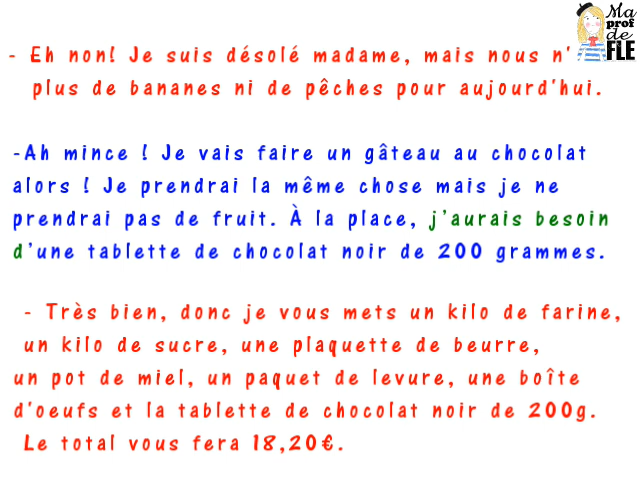 Ma
prof
de
FLE
- Eh non! Je suis désolé madame, mais nous n'
plus de bananes ni de pêches pour aujourd'hui.
-Ah mince ! Je vais faire un gâteau au chocolat
alors ! Je prendrai la même chose mais je ne
prendrai pas de fruit. À la place, j'aurais besoin
d'une tablette de chocolat noir de 200 grammes.
- Très bien, donc je vous mets un kilo de farine,
un kilo de sucre, une plaquette de beurre,
un pot de miel, un paquet de levure, une boîte
d'oeufs et la tablette de chocolat noir de 200g.
Le total vous fera 18,20€.